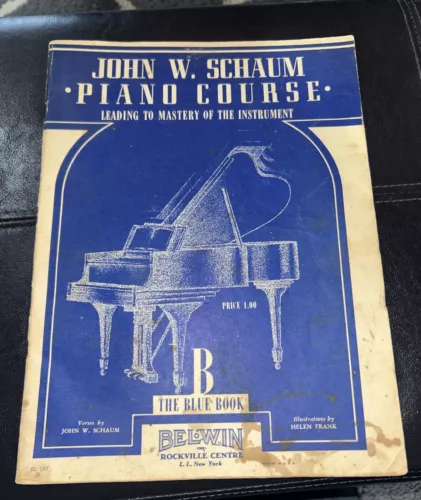 JOHN W. SCHAUM
• PIANO COURSE •
LEADING TO MASTERY OF THE INSTRUMENT
PRICE 1.00
B
THE BLUE BOOK
Verses by
JOHN W. SCHAUM
Illustrations by
HELEN FRANK
BELWIN
INC.
ROCKVILLE CENTRE
L. I., New York